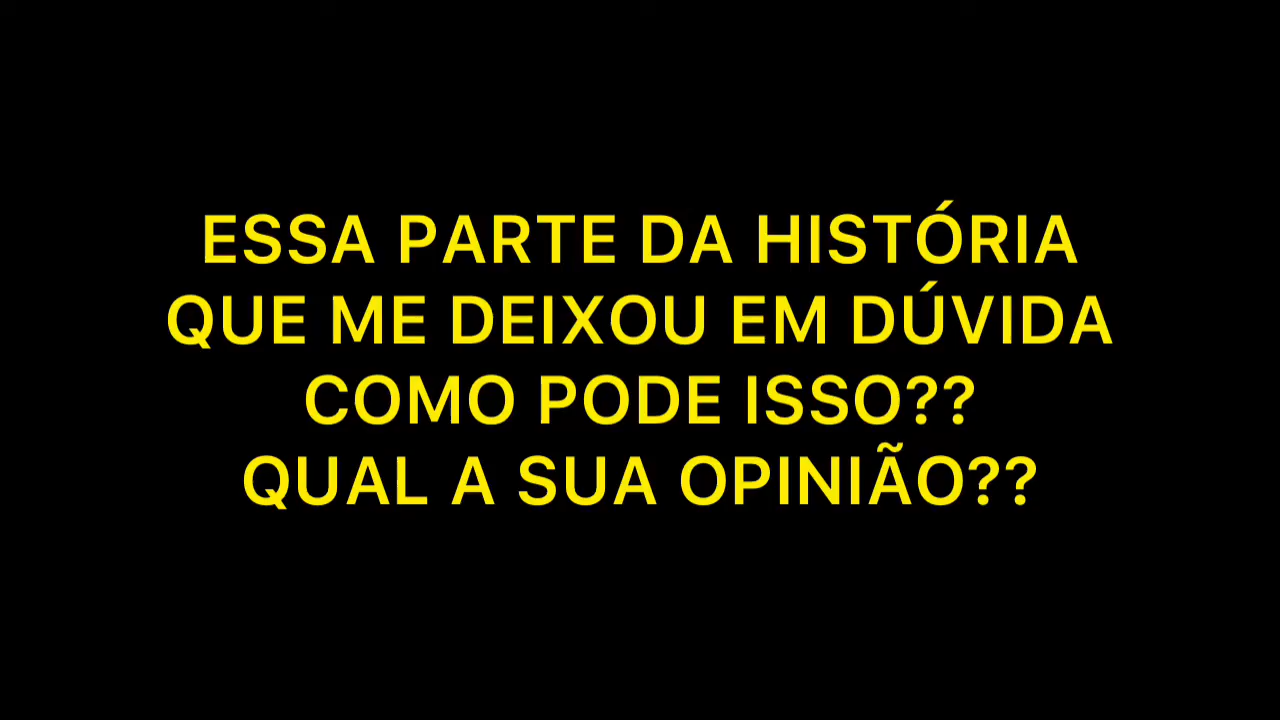 ESSA PARTE DA HISTÓRIA
QUE ME DEIXOU EM DÚVIDA
COMO PODE ISSO??
QUAL A SUA OPINIÃO??